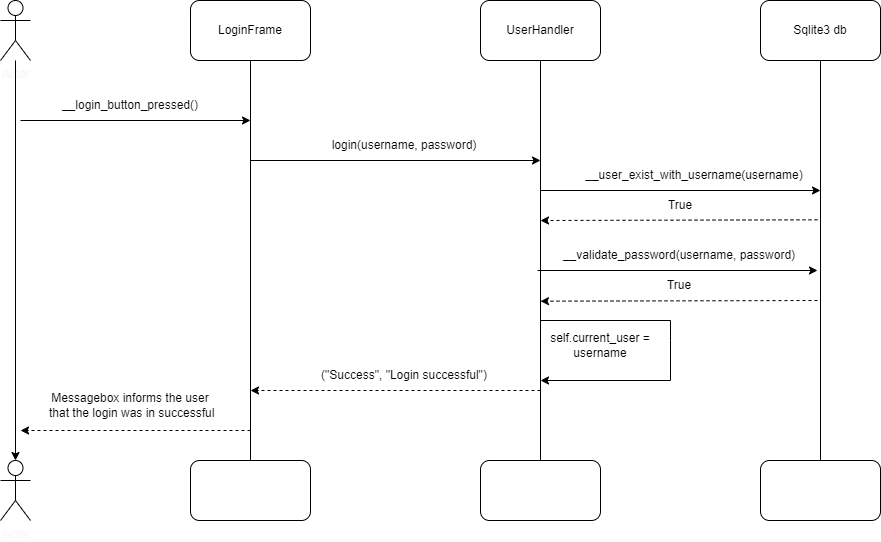 LoginFrame
UserHandler
Sqlite3 db
Actor
__login_button_pressed()
login(username, password)
__user_exist_with_username(username)
True
__validate_password(username, password)
True
self.current_user =
username
("Success", "Login successful")
Messagebox informs the user
that the login was in successful
Actor